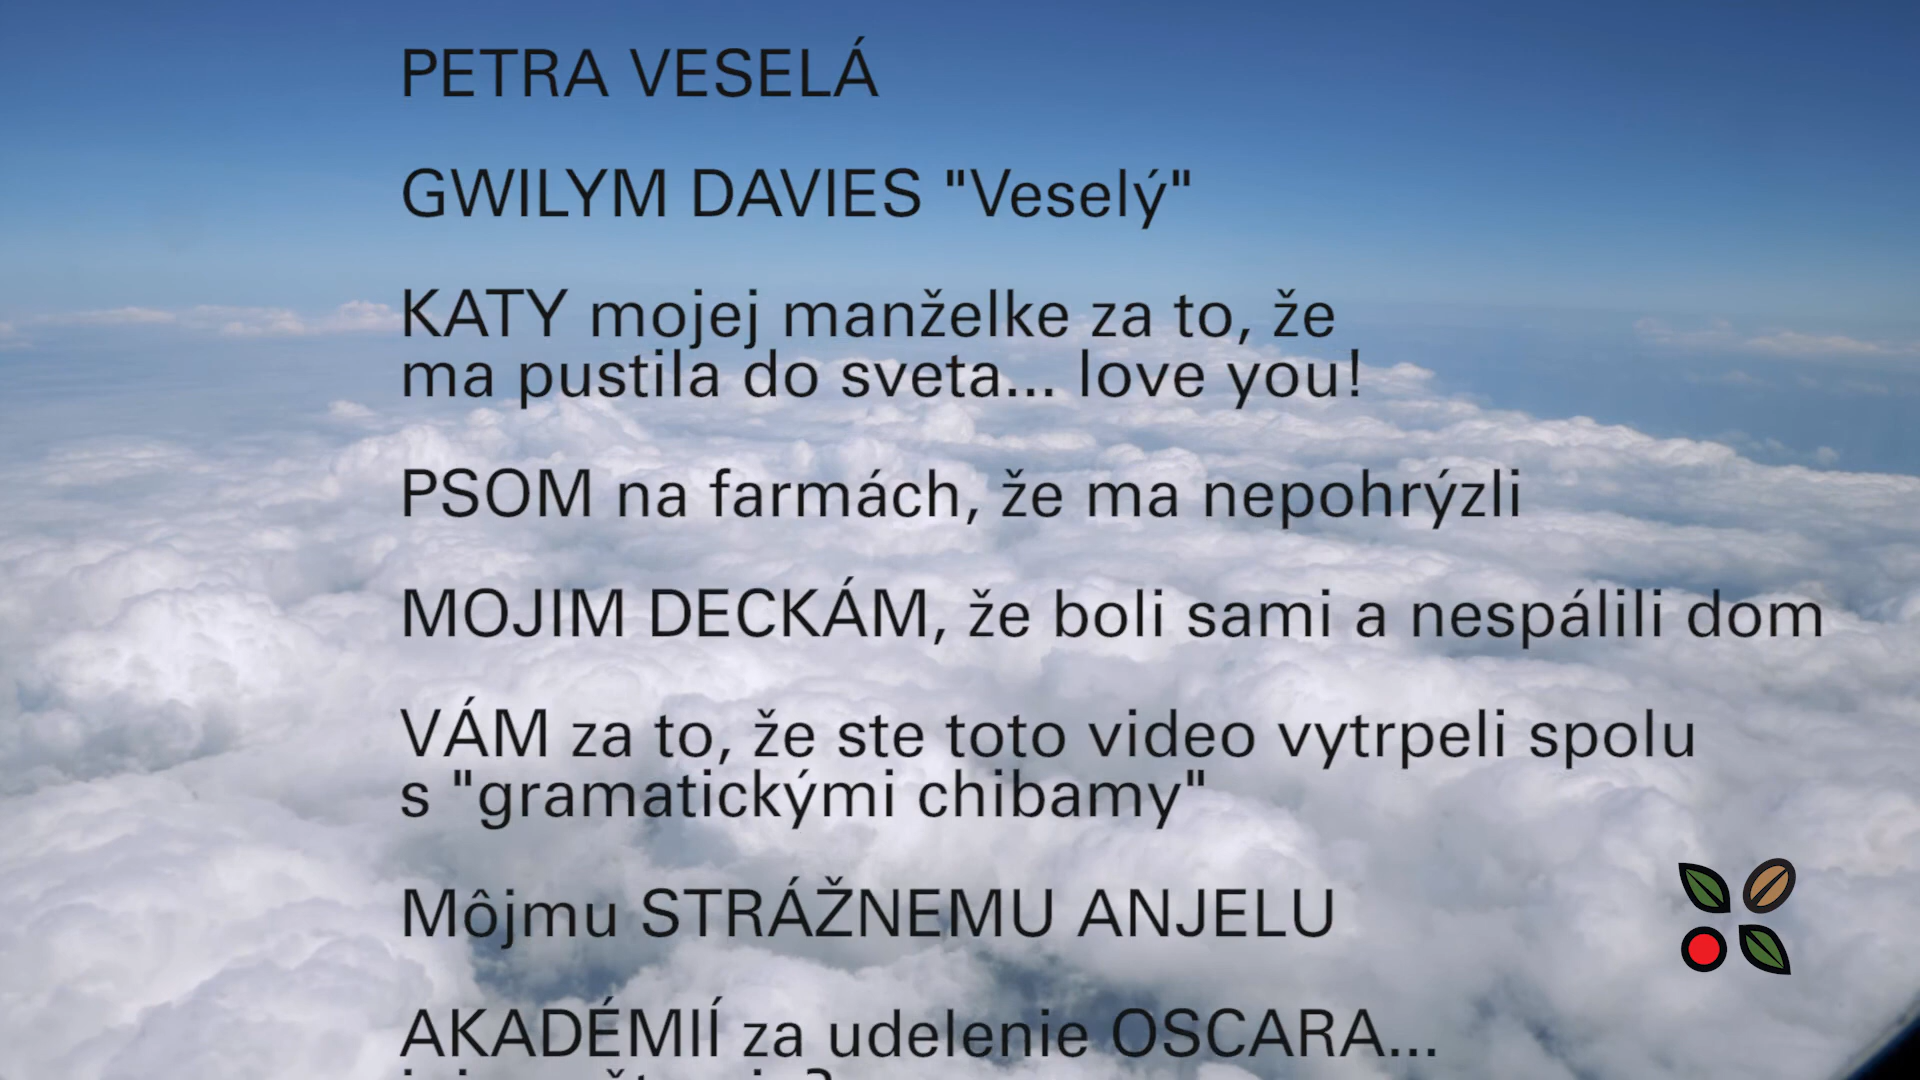 PETRA VESELÁ
GWILYM DAVIES "Veselý"
KATY mojej manželke za to, že
ma pustila do sveta... love you!
PSOM na farmách, že ma nepohrýzli
MOJIM DECKÁM, že boli sami a nespálili dom
VÁM za to, že ste toto video vytrpeli spolu
s "gramatickými chibamy"
Môjmu STRÁŽNEMU ANJELU
AKADÉMIÍ za udelenie OSCARA...